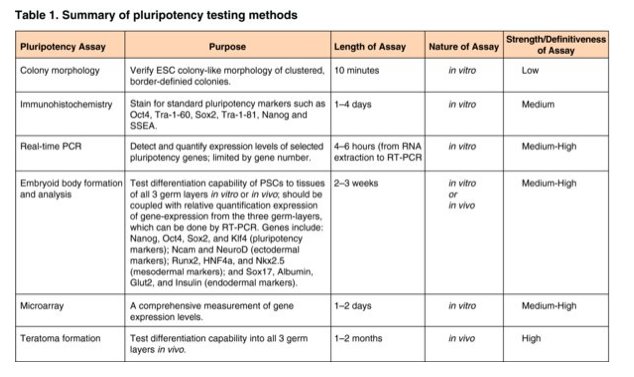 Table 1. Summary of pluripotency testing methods
Pluripotency Assay
Purpose
Length of Assay
Nature of Assay
Strength/Definitiveness
of Assay
Colony morphology
Verify ESC colony-like morphology of clustered,
border-definied colonies.
10 minutes
in vitro
Low
Immunohistochemistry
Stain for standard pluripotency markers such as
Oct4, Tra-1-60, Sox2, Tra-1-81, Nanog and
SSEA.
1–4 days
in vitro
Medium
Real-time PCR
Detect and quantify expression levels of selected
pluripotency genes; limited by gene number.
4–6 hours (from RNA
extraction to RT-PCR
in vitro
Medium-High
Embryoid body formation
and analysis
Test differentiation capability of PSCs to tissues
of all 3 germ layers in vitro or in vivo; should be
coupled with relative quantification expression
of gene-expression from the three germ-layers,
which can be done by RT-PCR. Genes include:
Nanog, Oct4, Sox2, and Klf4 (pluripotency
markers); Ncam and NeuroD (ectodermal
markers); Runx2, HNF4a, and Nkx2.5
(mesodermal markers); and Sox17, Albumin,
Glut2, and Insulin (endodermal markers).
2–3 weeks
in vitro
or
in vivo
Medium-High
Microarray
A comprehensive measurement of gene
expression levels.
1–2 days
in vitro
Medium-High
Teratoma formation
Test differentiation capability into all 3 germ
layers in vivo.
1–2 months
in vivo
High